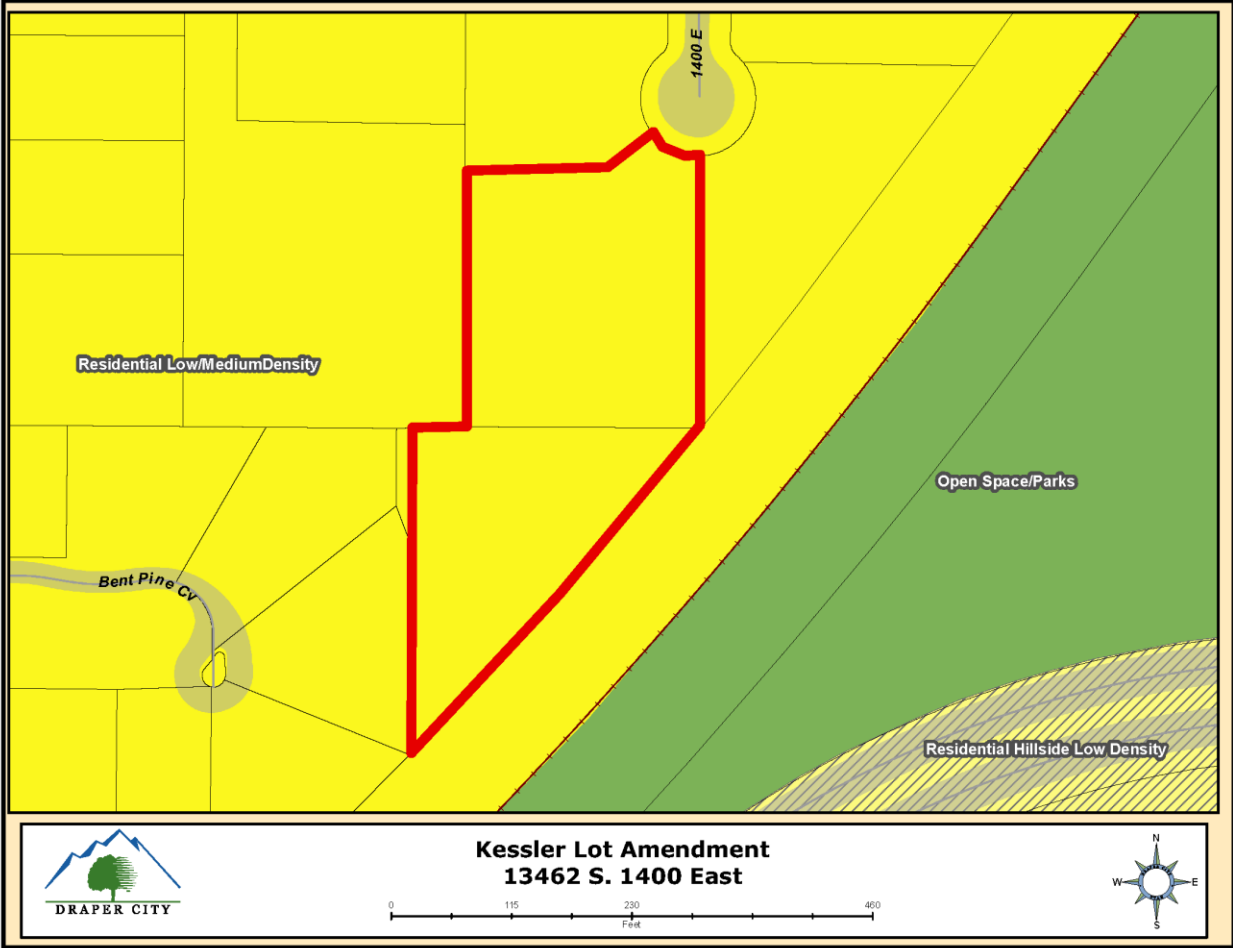 1400 E
Residential Low/MediumDensity
Open Space/Parks
Bent Pine Cv
Residential Hillside Low Density
DRAPER CITY
Kessler Lot Amendment
13462 S. 1400 East
0 115 230 460
Feet
N
W E
S